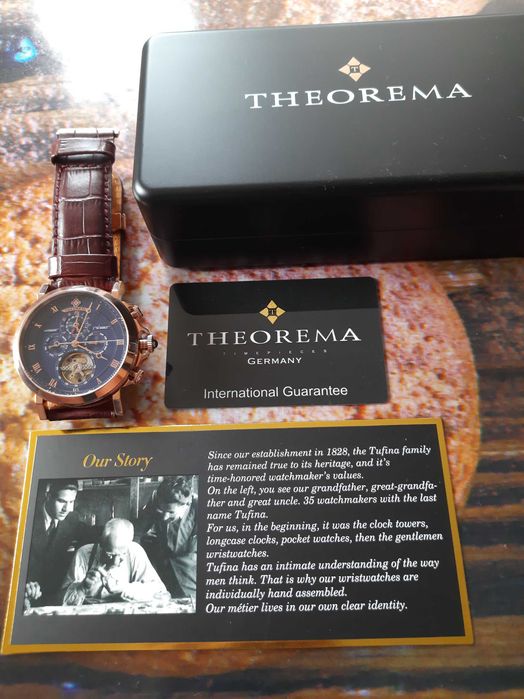 THEOREMA
THEOREMA
TIMEPIECES
GERMANY
International Guarantee
Our Story
Since our establishment in 1828, the Tufina family
has remained true to its heritage, and it's
time-honored watchmaker's values.
On the left, you see our grandfather, great-grandfa-
ther and great uncle. 35 watchmakers with the last
name Tufina.
For us, in the beginning, it was the clock towers,
longcase clocks, pocket watches, then the gentlemen
wristwatches.
Tufina has an intimate understanding of the way
men think. That is why our wristwatches are
individually hand assembled.
Our métier lives in our own clear identity.